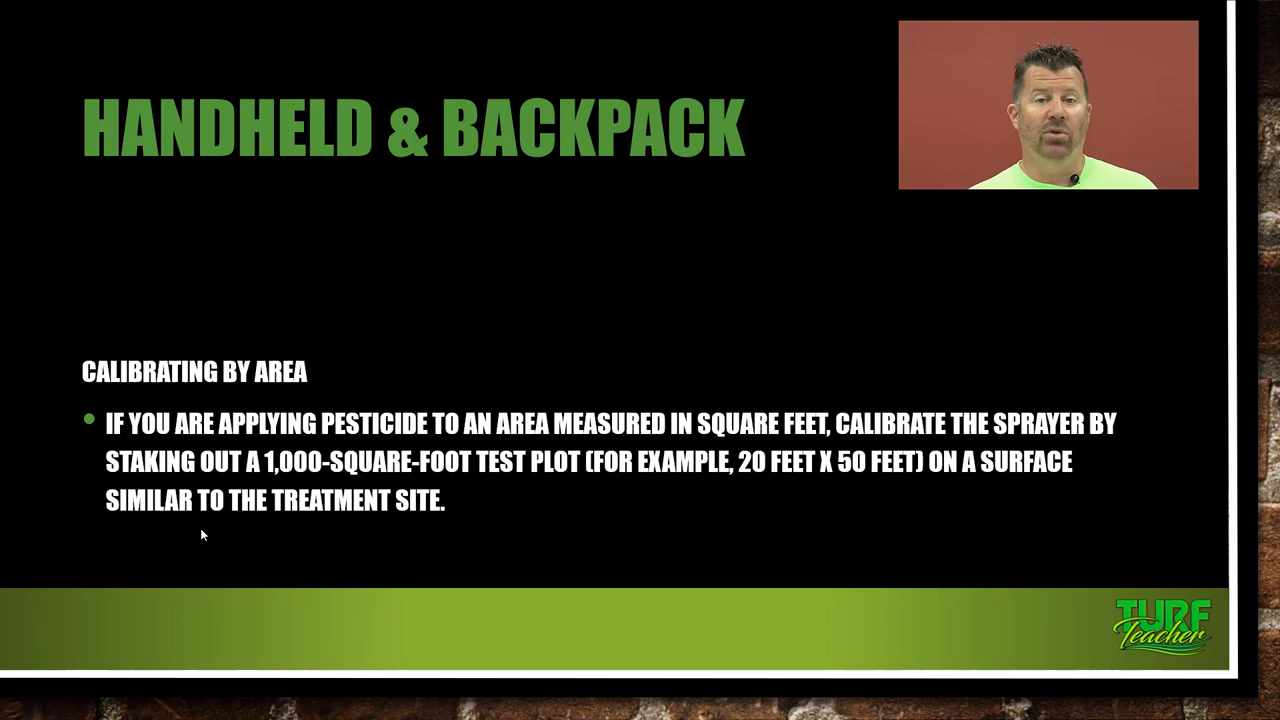 HANDHELD & BACKPACK
CALIBRATING BY AREA
IF YOU ARE APPLYING PESTICIDE TO AN AREA MEASURED IN SQUARE FEET, CALIBRATE THE SPRAYER BY
STAKING OUT A 1,000-SQUARE-FOOT TEST PLOT (FOR EXAMPLE, 20 FEET X 50 FEET) ON A SURFACE
SIMILAR TO THE TREATMENT SITE.
TURF
Teacher